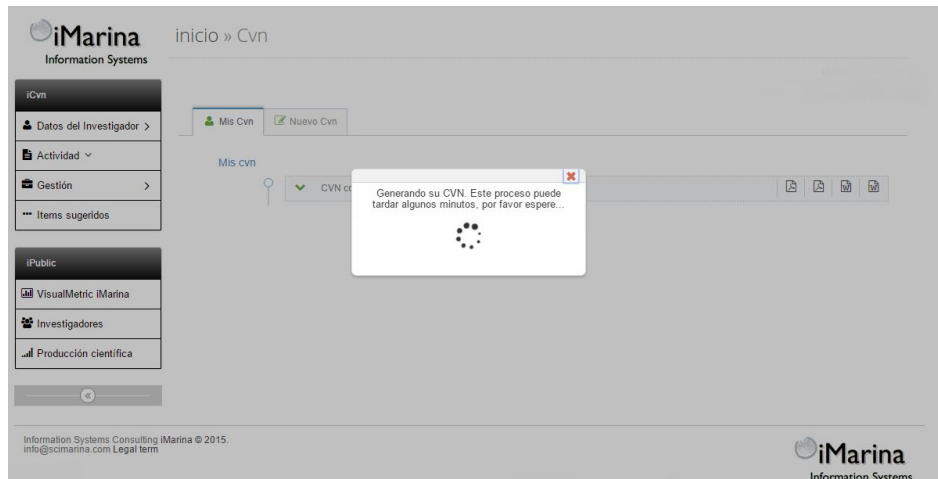 iMarina
Information Systems
inicio » Cvn
iCvn
Datos del Investigador
Actividad
Gestión
Items sugeridos
iPublic
VisualMetric iMarina
Investigadores
Producción científica
Mis Cvn
Nuevo Cvn
Mis cvn
CVN
Generando su CVN. Este proceso puede
tardar algunos minutos, por favor espere...
Information Systems Consulting iMarina © 2015.
info@scimarina.com Legal term
iMarina
Information Systems